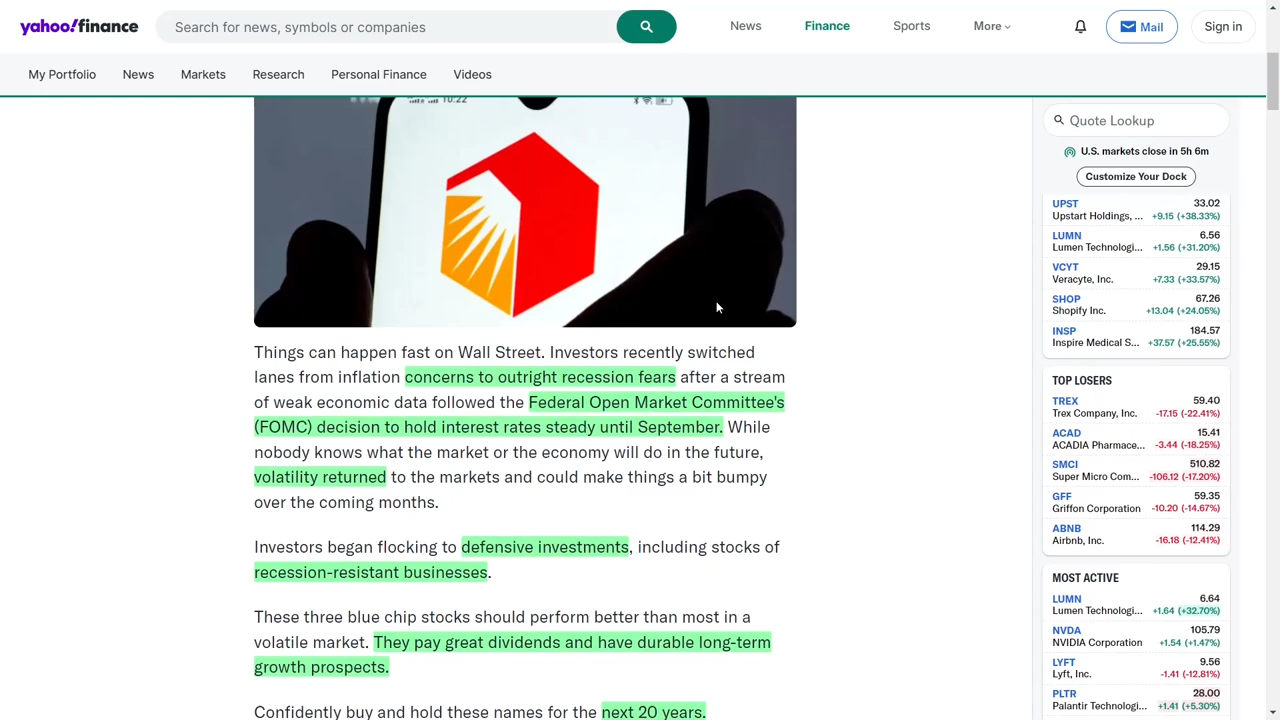 yahoo!finance
Search for news, symbols or companies
News
Finance
Sports
More
Mail
Sign in
My Portfolio
News
Markets
Research
Personal Finance
Videos
10:22
Things can happen fast on Wall Street. Investors recently switched
lanes from inflation concerns to outright recession fears after a stream
of weak economic data followed the Federal Open Market Committee's
(FOMC) decision to hold interest rates steady until September. While
nobody knows what the market or the economy will do in the future,
volatility returned to the markets and could make things a bit bumpy
over the coming months.
Investors began flocking to defensive investments, including stocks of
recession-resistant businesses.
These three blue chip stocks should perform better than most in a
volatile market. They pay great dividends and have durable long-term
growth prospects.
Confidently buy and hold these names for the next 20 years.
Quote Lookup
U.S. markets close in 5h 6m
Customize Your Dock
UPST 33.02
Upstart Holdings, ... +9.15 (+38.33%)
LUMN 6.56
Lumen Technologi... +1.56 (+31.20%)
VCYT 29.15
Veracyte, Inc. +7.33 (+33.57%)
SHOP 67.26
Shopify Inc. +13.04 (+24.05%)
INSP 184.57
Inspire Medical S... +37.57 (+25.55%)
TOP LOSERS
TREX 59.40
Trex Company, Inc. -17.15 (-22.41%)
ACAD 15.41
ACADIA Pharmace... -3.44 (-18.25%)
SMCI 510.82
Super Micro Com... -106.12 (-17.20%)
GFF 59.35
Griffon Corporation -10.20 (-14.67%)
ABNB 114.29
Airbnb, Inc. -16.18 (-12.41%)
MOST ACTIVE
LUMN 6.64
Lumen Technologi... +1.64 (+32.70%)
NVDA 105.79
NVIDIA Corporation +1.54 (+1.47%)
LYFT 9.56
Lyft, Inc. -1.41 (-12.81%)
PLTR 28.00
Palantir Technologi... +1.41 (+5.30%)